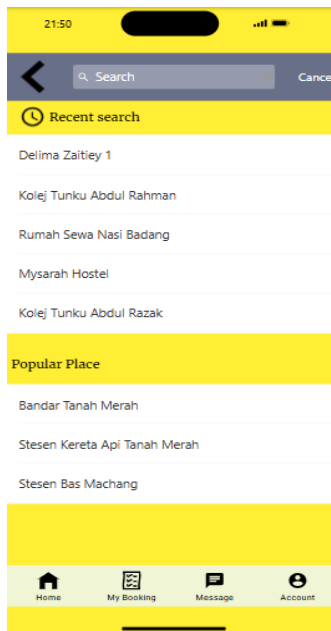 21:50
Search
Cance
Recent search
Delima Zaitiey 1
Kolej Tunku Abdul Rahman
Rumah Sewa Nasi Badang
Mysarah Hostel
Kolej Tunku Abdul Razak
Popular Place
Bandar Tanah Merah
Stesen Kereta Api Tanah Merah
Stesen Bas Machang
Home
My Booking
Message
Account